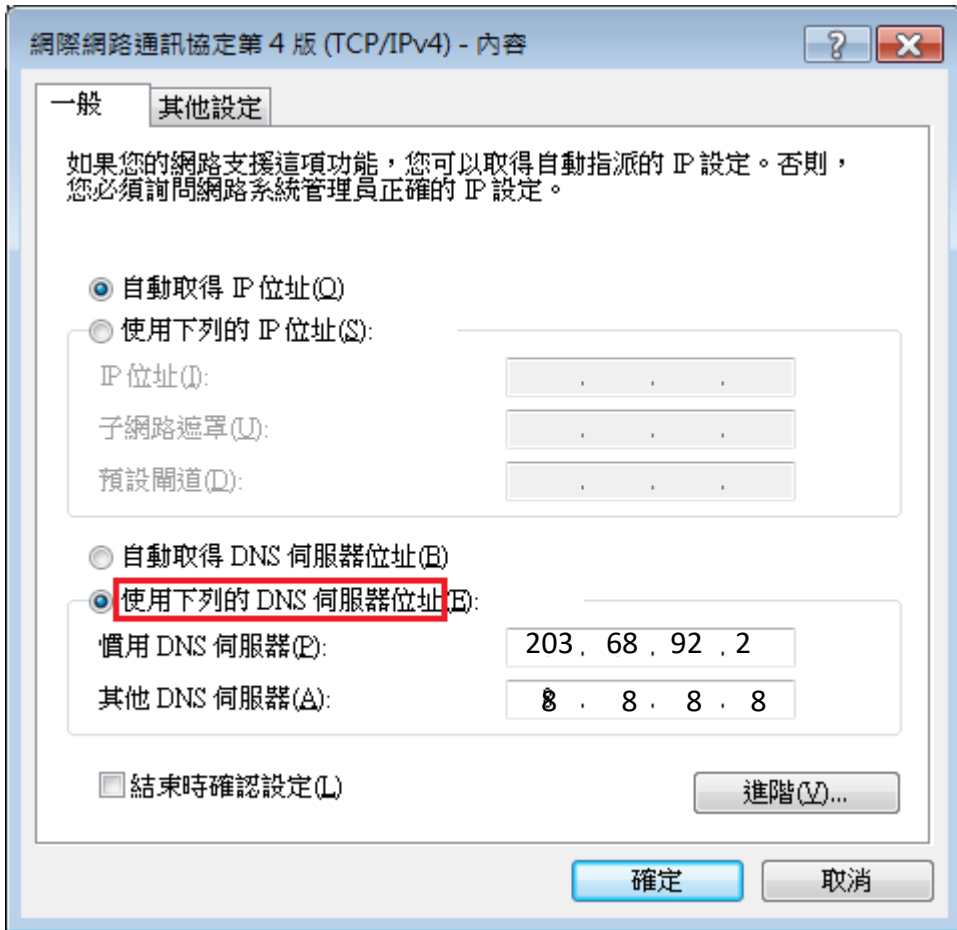 網際網路通訊協定第 4 版 (TCP/IPv4) - 內容
一般
其他設定
如果您的網路支援這項功能，您可以取得自動指派的 IP 設定。否則，
您必須詢問網路系統管理員正確的 IP 設定。
自動取得 IP 位址(O)
使用下列的 IP 位址(S):
IP 位址(I):
子網路遮罩(U):
預設閘道(D):
自動取得 DNS 伺服器位址(B)
使用下列的 DNS 伺服器位址(E):
慣用 DNS 伺服器(P): 203 . 68 . 92 . 2
其他 DNS 伺服器(A): 8 . 8 . 8 . 8
結束時確認設定(L)
進階(V)...
確定
取消